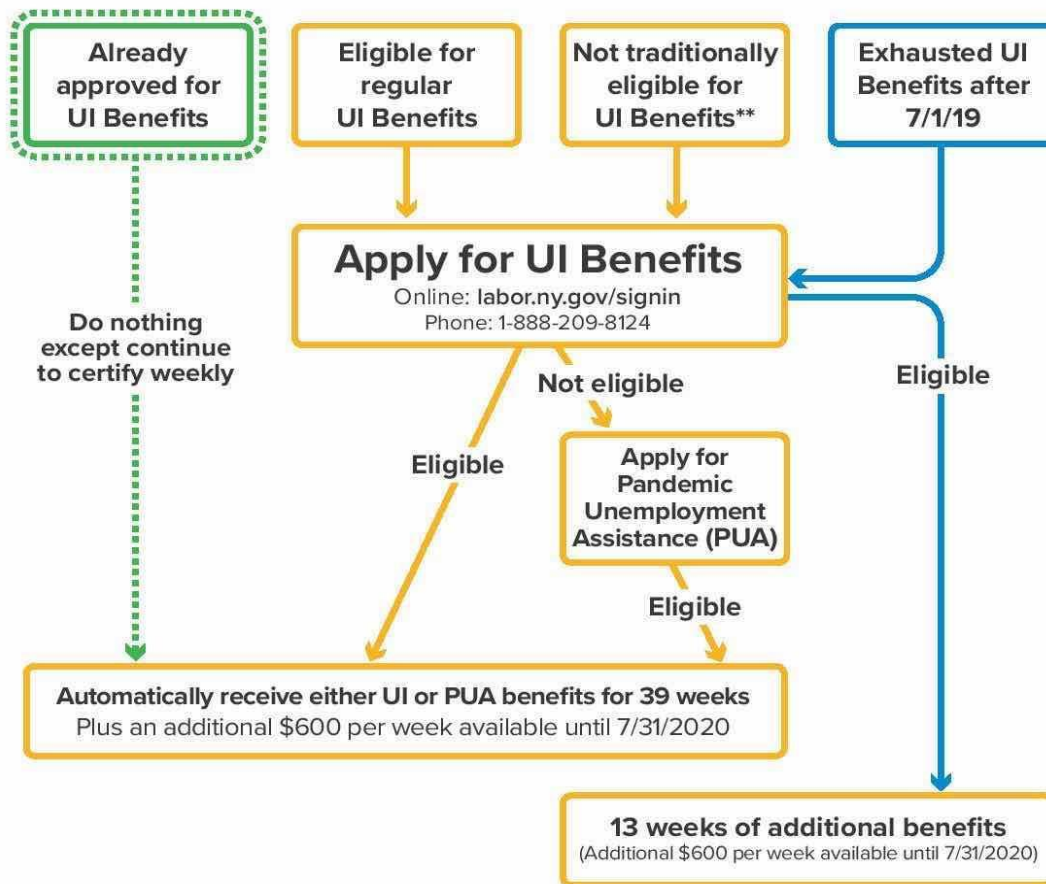 Already
approved for
UI Benefits
Eligible for
regular
UI Benefits
Not traditionally
eligible for
UI Benefits**
Exhausted UI
Benefits after
7/1/19
Apply for UI Benefits
Online: labor.ny.gov/signin
Phone: 1-888-209-8124
Do nothing
except continue
to certify weekly
Not eligible
Eligible
Eligible
Apply for
Pandemic
Unemployment
Assistance (PUA)
Eligible
Automatically receive either UI or PUA benefits for 39 weeks
Plus an additional $600 per week available until 7/31/2020
13 weeks of additional benefits
(Additional $600 per week available until 7/31/2020)